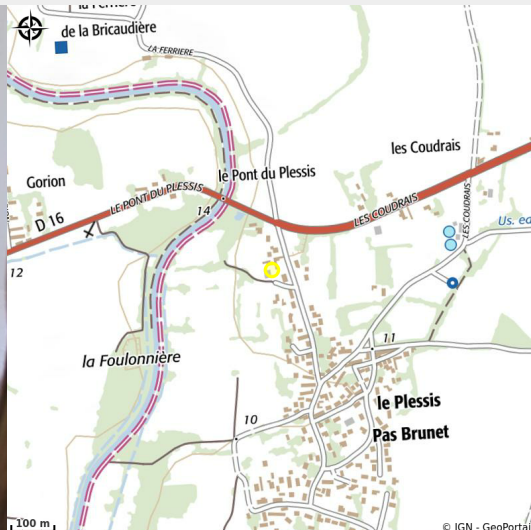 de la Bricaudière
LA FERRIERE
les Coudrais
le Pont du Plessis
Gorion
LE PONT DU PLESSIS
LES COUDRAIS
LES COUDRAIS
D 16
14
Us. e
12
la Foulonnière
11
le Plessis
10
Pas Brunet
100 m
© IGN - GeoPortail